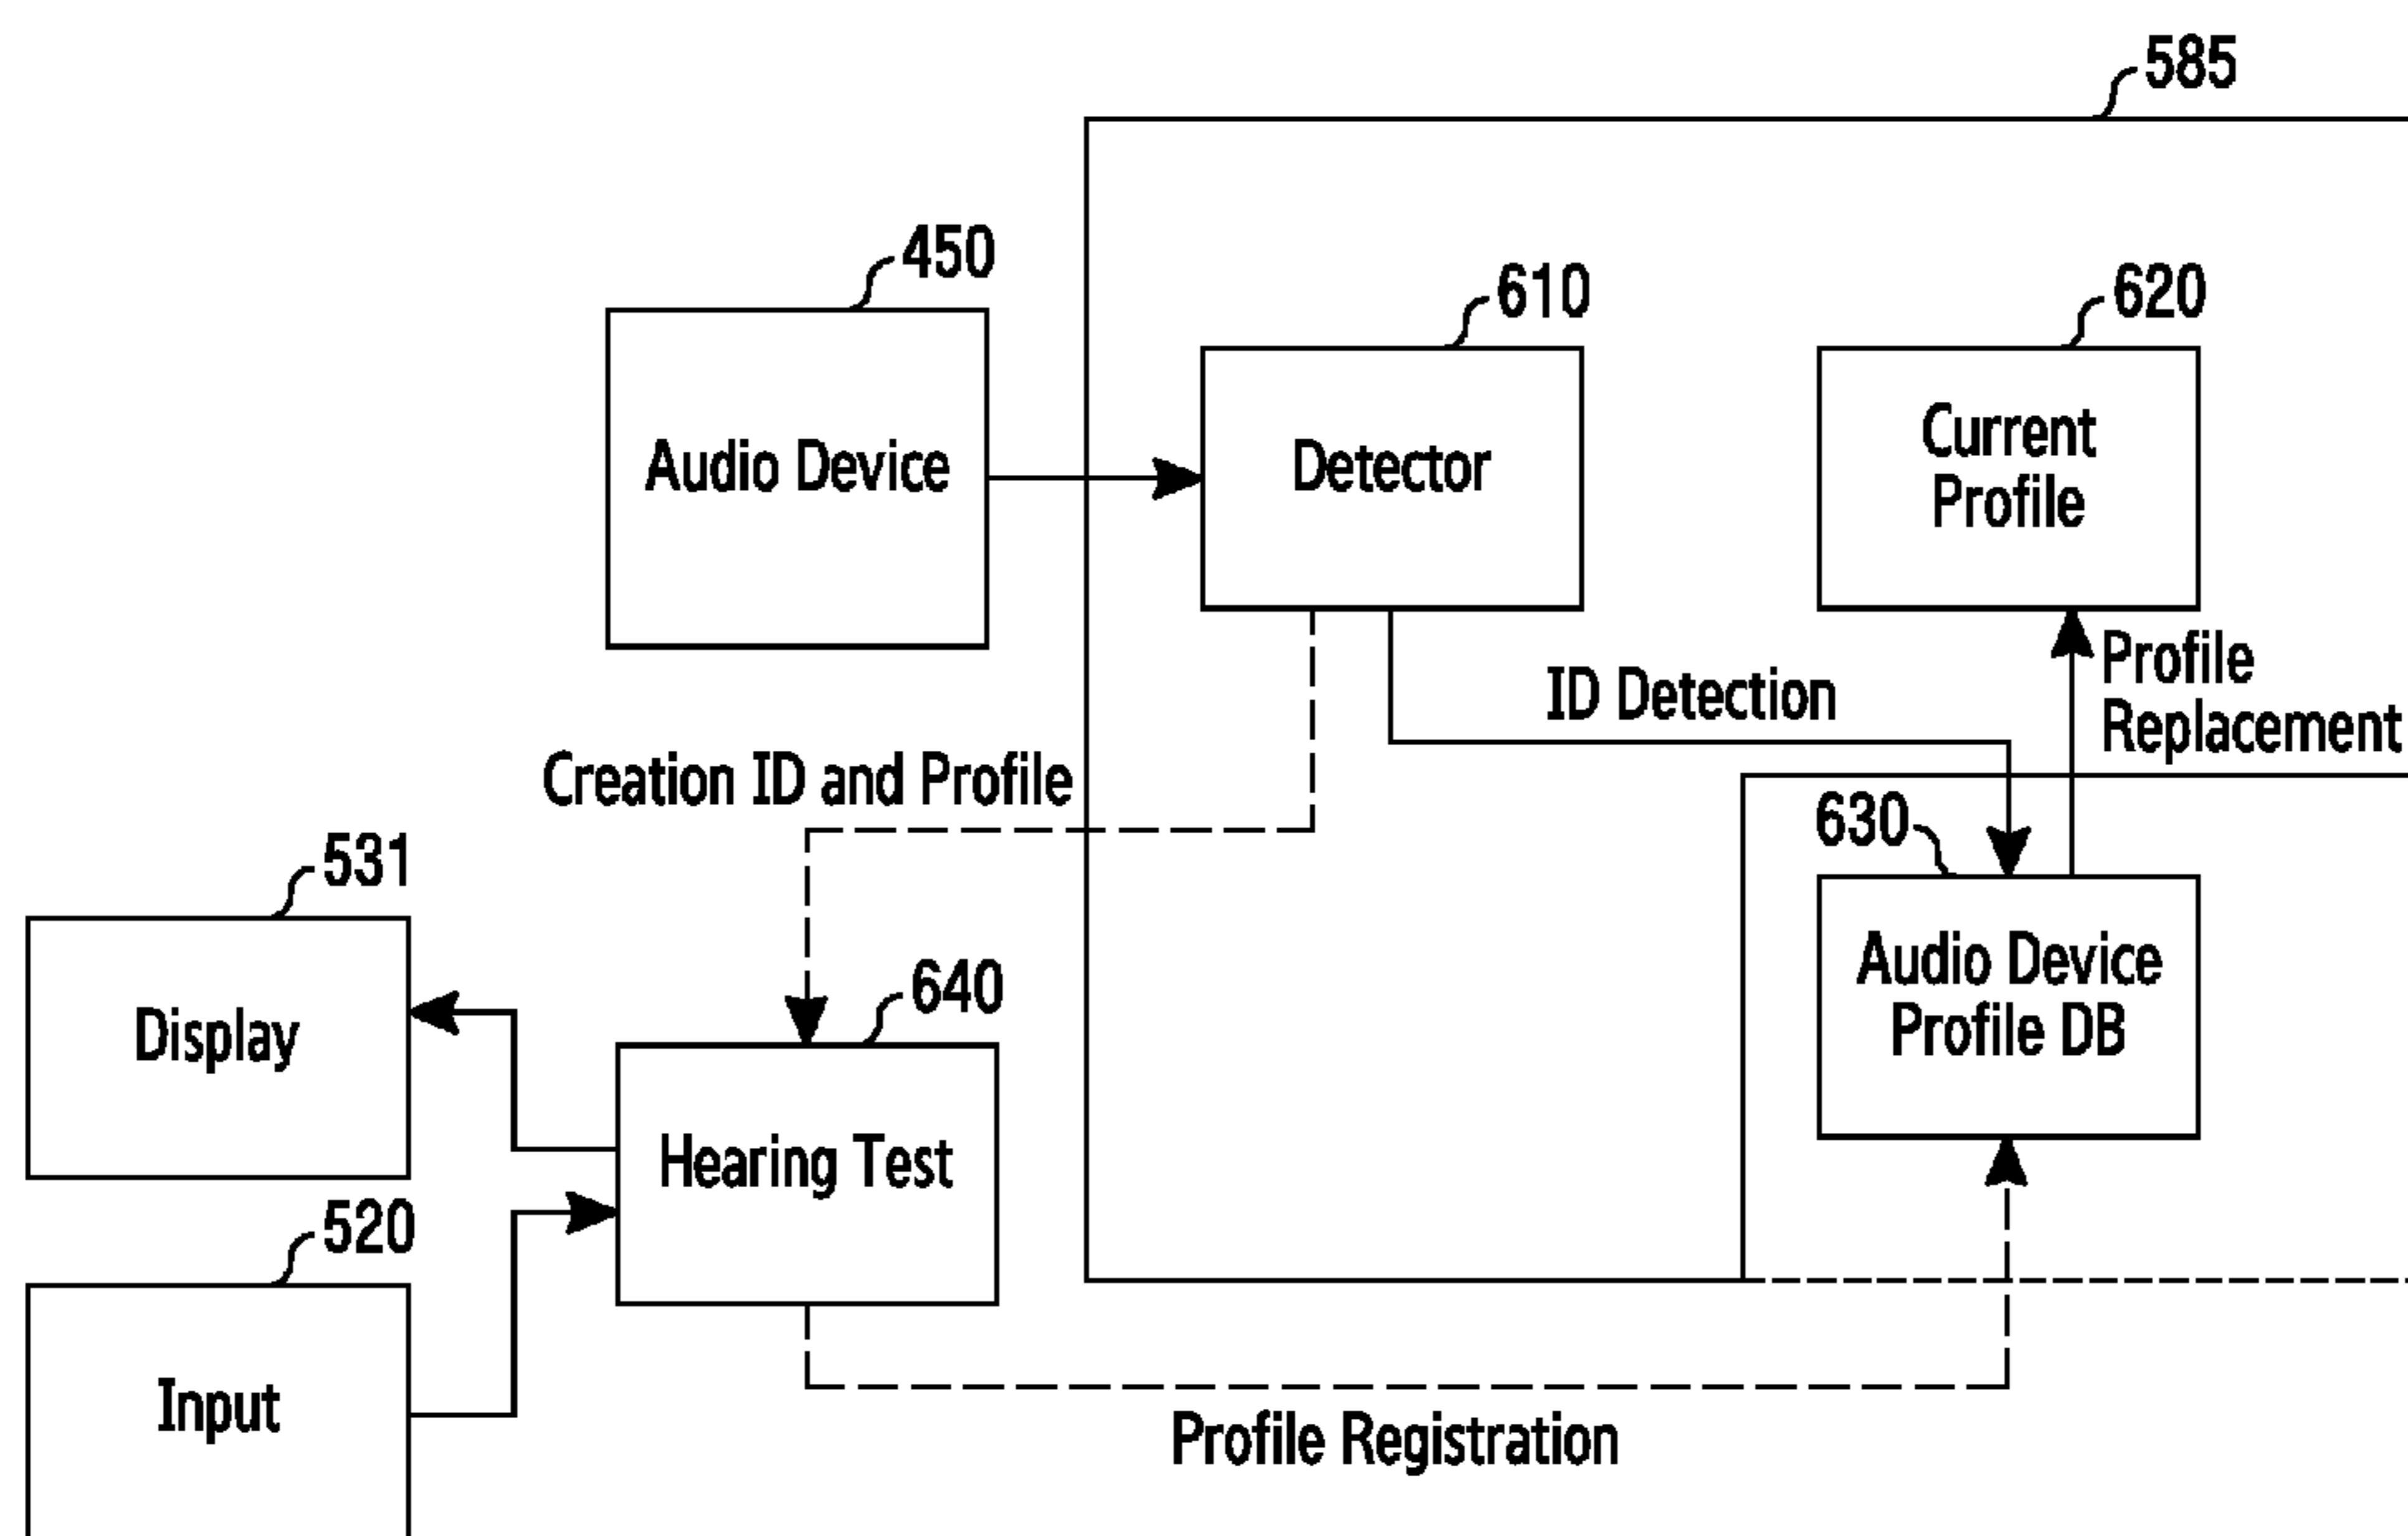 585
450
610
620
Audio Device
Detector
Current
Profile
ID Detection
Profile
Replacement
Creation ID and Profile
630
531
640
Audio Device
Profile DB
Display
Hearing Test
520
Input
Profile Registration